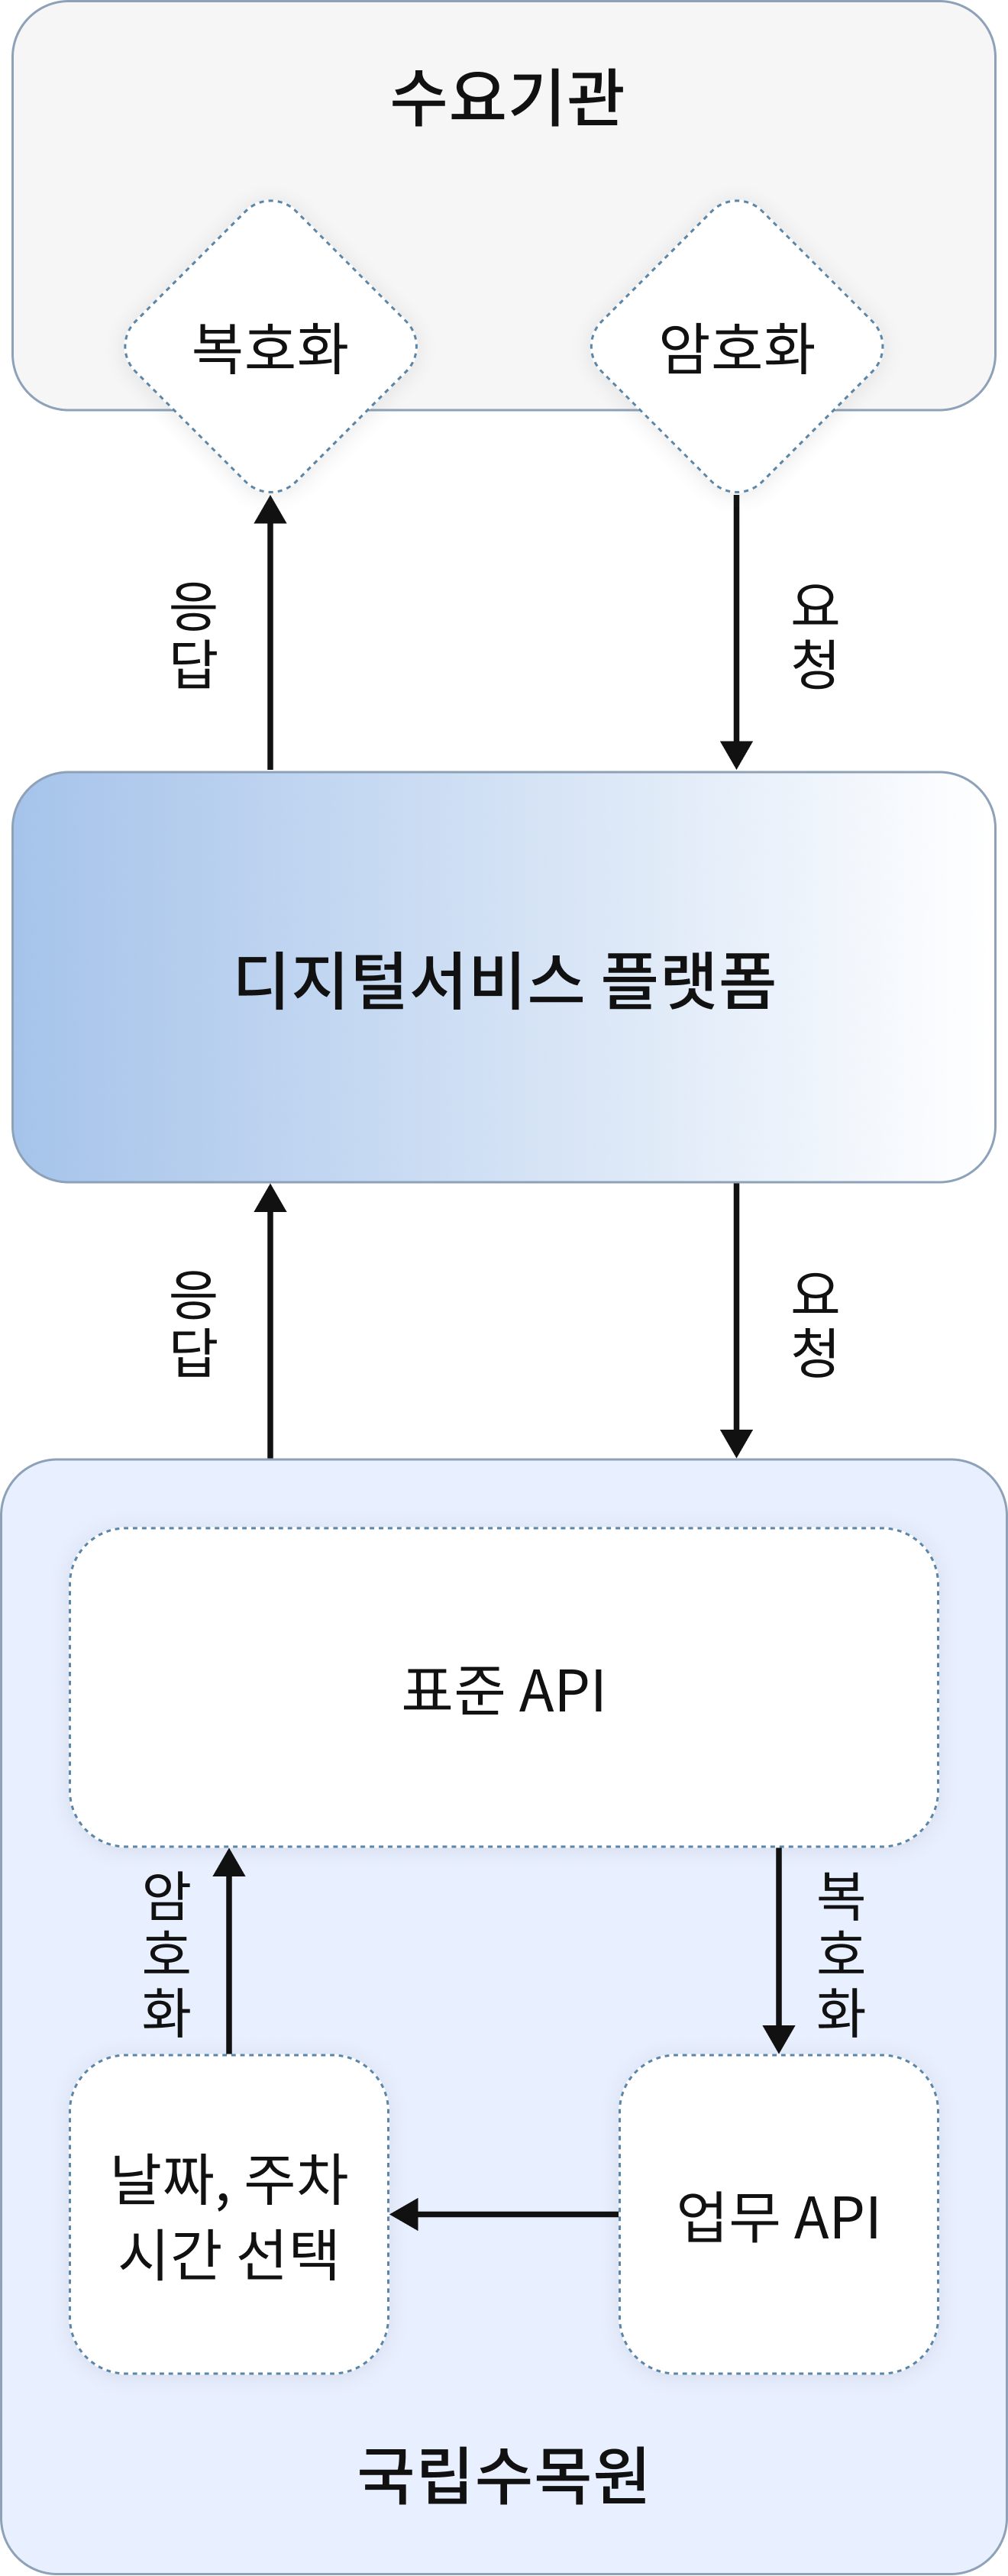 수요기관
복호화
암호화
응답
요청
디지털서비스 플랫폼
응답
요청
표준 API
암호화
복호화
날짜, 주차
시간 선택
업무 API
국립수목원